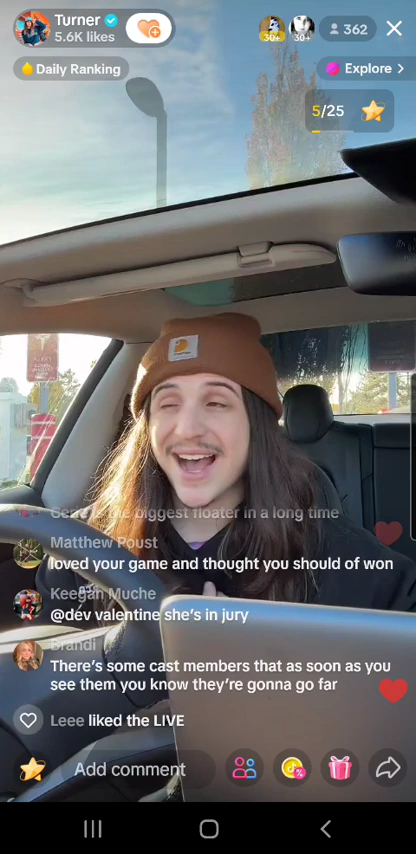 Turner
5.6K likes
30+
30+
362
Daily Ranking
Explore >
5/25
Gene is the biggest floater in a long time
Matthew Poust
loved your game and thought you should of won
Keegan Muche
@dev valentine she's in jury
Brandi
There's some cast members that as soon as you
see them you know they're gonna go far
Leee liked the LIVE
Add comment